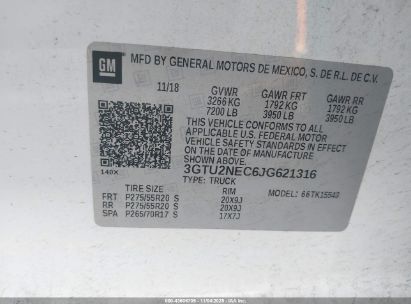 GM
MFD BY GENERAL MOTORS DE MEXICO, S. DE R.L. DE C.V.
11/18 GVWR GAWR FRT GAWR RR
3266 KG 1792 KG 1792 KG
7200 LB 3950 LB 3950 LB
THIS VEHICLE CONFORMS TO ALL
APPLICABLE U.S. FEDERAL MOTOR
VEHICLE SAFETY STANDARDS IN EFFECT
ON THE DATE OF MANUFACTURE SHOWN ABOVE.
140X 3GTU2NEC6JG621316
TYPE: TRUCK MODEL:
TIRE SIZE RIM
FRT P275/55R20 S 20X9J
RR P275/55R20 S 20X9J
SPA P265/70R17 S 17X7J